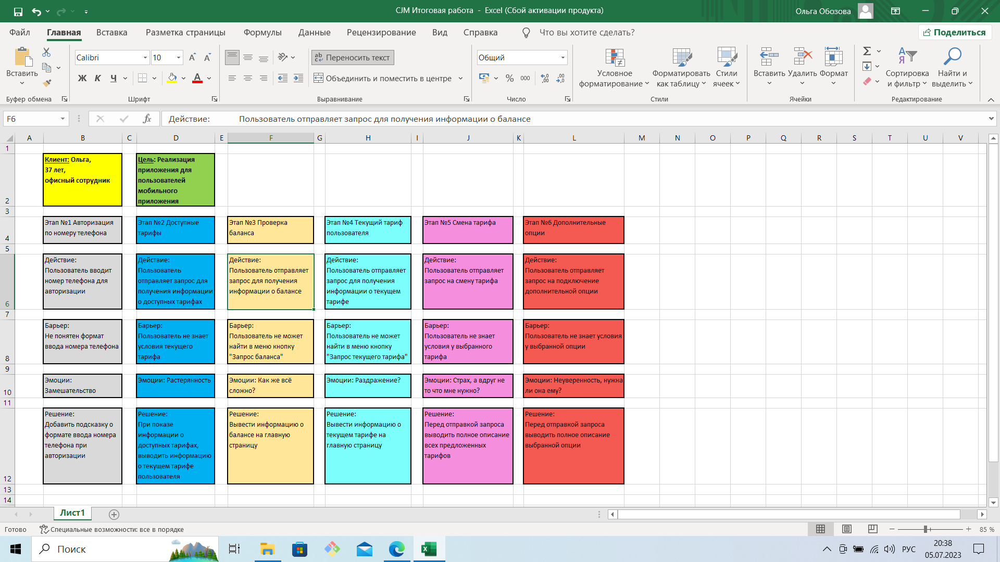 CJM Итоговая работа - Excel (Сбой активации продукта)
Ольга Обозова
Файл Главная Вставка Разметка страницы Формулы Данные Рецензирование Вид Справка Что вы хотите сделать? Поделиться
Вставить
Буфер обмена
Calibri 10
Ж К Ч
Шрифт
Переносить текст
Объединить и поместить в центре
Выравнивание
Общий
% 000
Число
Условное форматирование
Форматировать как таблицу
Стили ячеек
Стили
Вставить Удалить Формат
Ячейки
Сортировка и фильтр
Найти и выделить
Редактирование
F6
fx
Действие: Пользователь отправляет запрос для получения информации о балансе
A B C D E F G H I J K L M N O P Q R S T U V
1
2
Клиент: Ольга,
37 лет,
офисный сотрудник
Цель: Реализация
приложения для
пользователей
мобильного
приложения
3
4
Этап №1 Авторизация
по номеру телефона
Этап №2 Доступные
тарифы
Этап №3 Проверка
баланса
Этап №4 Текущий тариф
пользователя
Этап №5 Смена тарифа
Этап №6 Дополнительные
опции
5
6
Действие:
Пользователь вводит
номер телефона для
авторизации
Действие:
Пользователь
отправляет запрос для
получения информации
о доступных тарифах
Действие:
Пользователь отправляет
запрос для получения
информации о балансе
Действие:
Пользователь отправляет
запрос для получения
информации о текущем
тарифе
Действие:
Пользователь отправляет
запрос на смену тарифа
Действие:
Пользователь отправляет
запрос на подключение
дополнительной опции
7
8
Барьер:
Не понятен формат
ввода номера телефона
Барьер:
Пользователь не знает
условия текущего
тарифа
Барьер:
Пользователь не может
найти в меню кнопку
"Запрос баланса"
Барьер:
Пользователь не может
найти в меню кнопку
"Запрос текущего тарифа"
Барьер:
Пользователь не знает
условия у выбранного
тарифа
Барьер:
Пользователь не знает условия
у выбранной опции
9
10
Эмоции:
Замешательство
Эмоции: Растерянность
Эмоции: Как же всё
сложно?
Эмоции: Раздражение?
Эмоции: Страх, а вдруг не
то что мне нужно?
Эмоции: Неуверенность, нужна
ли она ему?
11
12
Решение:
Добавить подсказку о
формате ввода номера
телефона при
авторизации
Решение:
При показе
информации о
доступных тарифах,
выводить информацию
о текущем тарифе
пользователя
Решение:
Вывести информацию о
балансе на главную
страницу
Решение:
Вывести информацию о
текущем тарифе на
главную страницу
Решение:
Перед отправкой запроса
выводить полное описание
всех предложенных
тарифов
Решение:
Перед отправкой запроса
выводить полное описание
выбранной опции
13
14
Лист1
Готово Специальные возможности: все в порядке
85 %
Поиск
РУС
20:38
05.07.2023